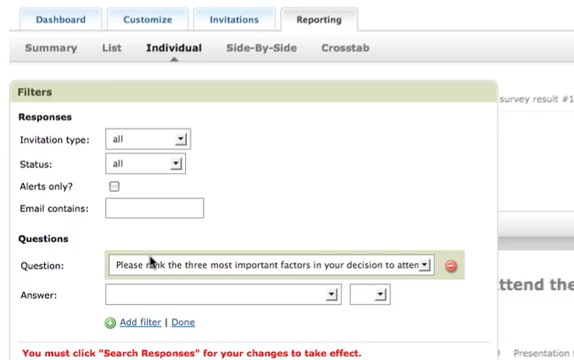 Dashboard Customize Invitations Reporting
Summary List Individual Side-By-Side Crosstab
Filters
survey result #1
Responses
Invitation type: all
Status: all
Alerts only?
Email contains:
Questions
Question: Please rank the three most important factors in your decision to atten
ttend the
Answer:
Add filter | Done
You must click "Search Responses" for your changes to take effect.
Presentation